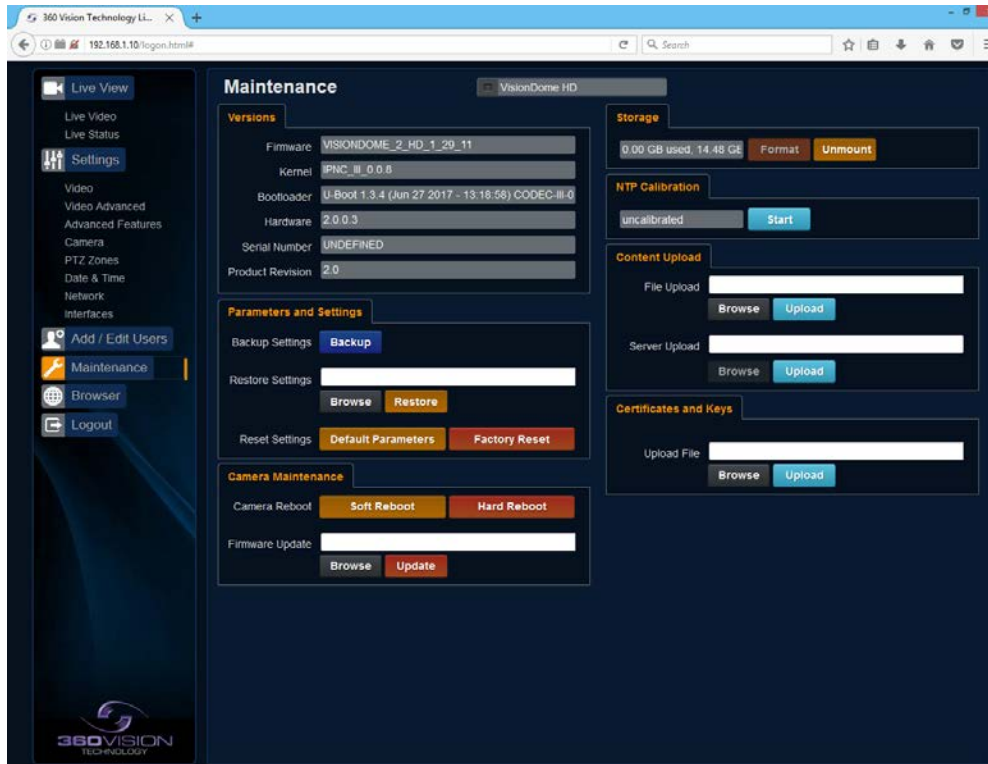 360 Vision Technology Li...
192.168.1.10/logon.html#
Search
Live View
Live Video
Live Status
Settings
Video
Video Advanced
Advanced Features
Camera
PTZ Zones
Date & Time
Network
Interfaces
Add / Edit Users
Maintenance
Browser
Logout
360VISION
TECHNOLOGY
Maintenance
VisionDome HD
Versions
Firmware VISIONDOME_2_HD_1_29_11
Kernel IPNC_III_0.0.6
Bootloader U-Boot 1.3.4 (Jun 27 2017 - 13:18:58) CODEC-III-0
Hardware 2.0.0.3
Serial Number UNDEFINED
Product Revision 2.0
Parameters and Settings
Backup Settings Backup
Restore Settings
Browse Restore
Reset Settings Default Parameters Factory Reset
Camera Maintenance
Camera Reboot Soft Reboot Hard Reboot
Firmware Update
Browse Update
Storage
0.00 GB used, 14.48 GE Format Unmount
NTP Calibration
uncalibrated Start
Content Upload
File Upload
Browse Upload
Server Upload
Browse Upload
Certificates and Keys
Upload File
Browse Upload